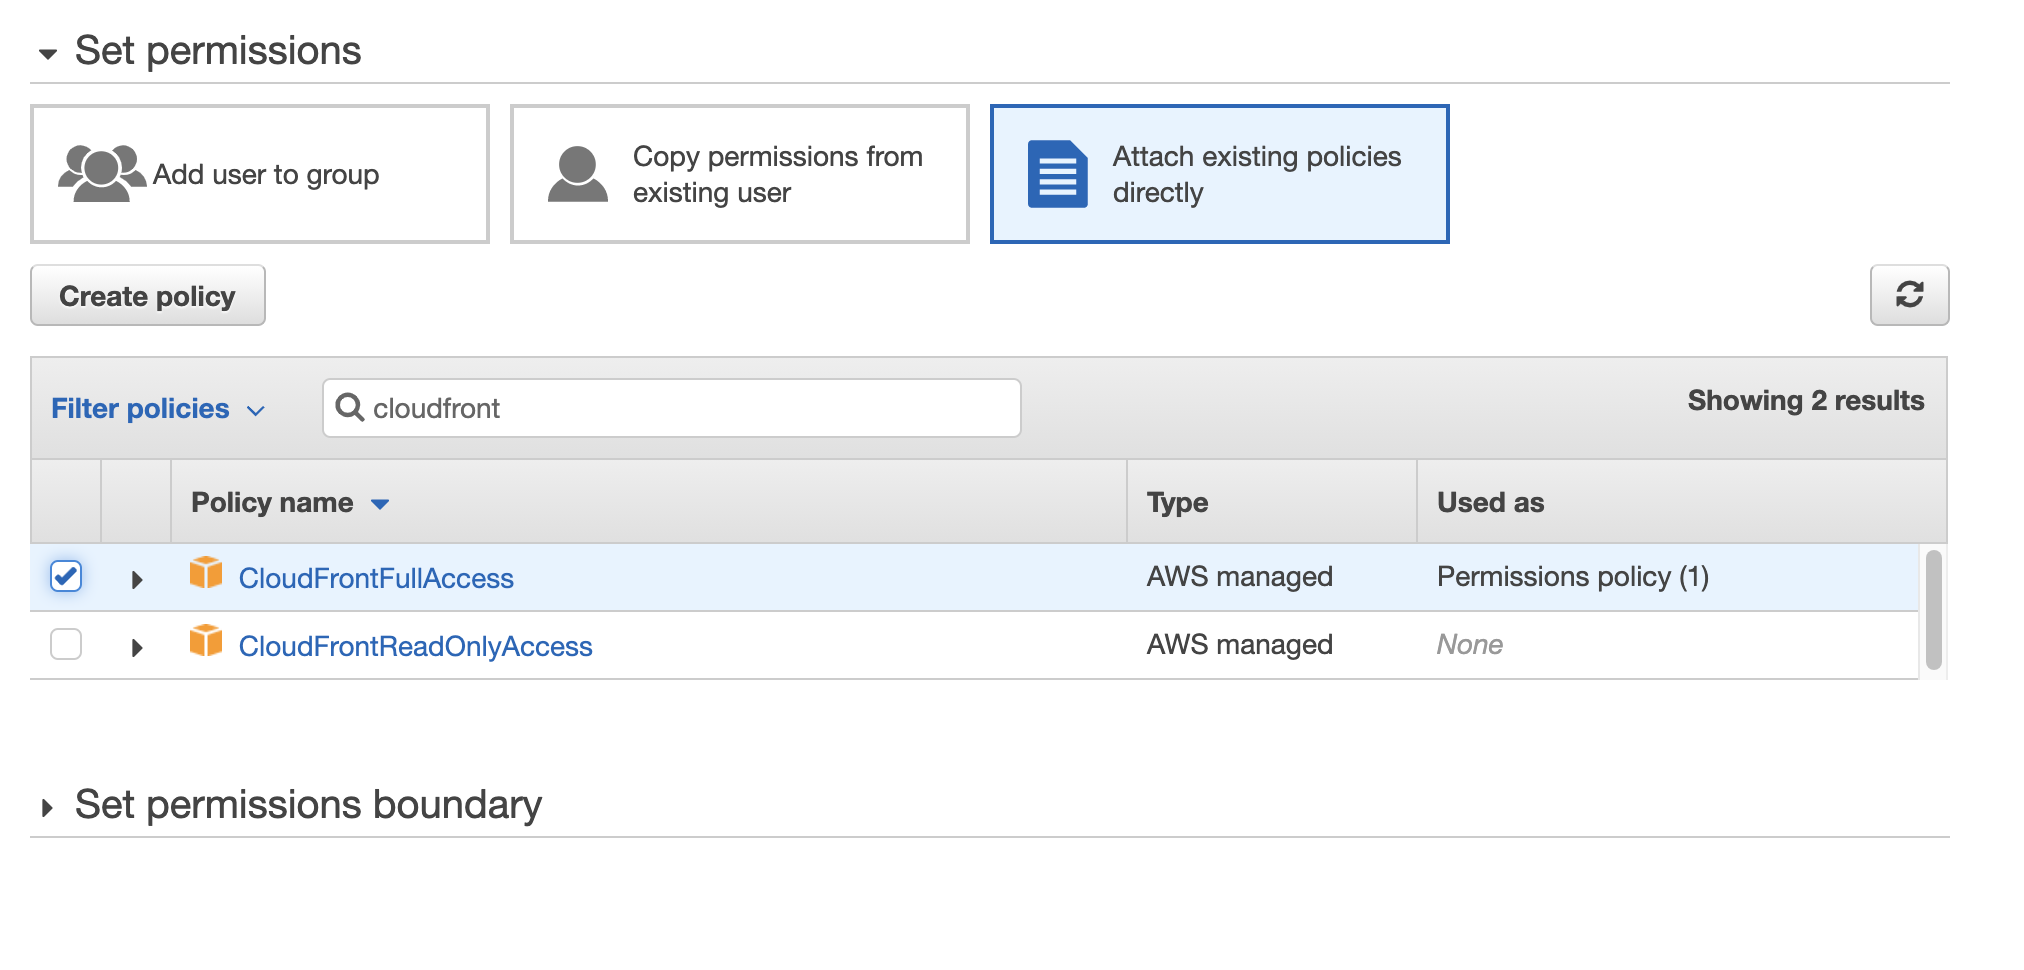 Set permissions
Add user to group
Copy permissions from
existing user
Attach existing policies
directly
Create policy
Filter policies
cloudfront
Showing 2 results
Policy name
Type
Used as
CloudFrontFullAccess
AWS managed
Permissions policy (1)
CloudFrontReadOnlyAccess
AWS managed
None
Set permissions boundary